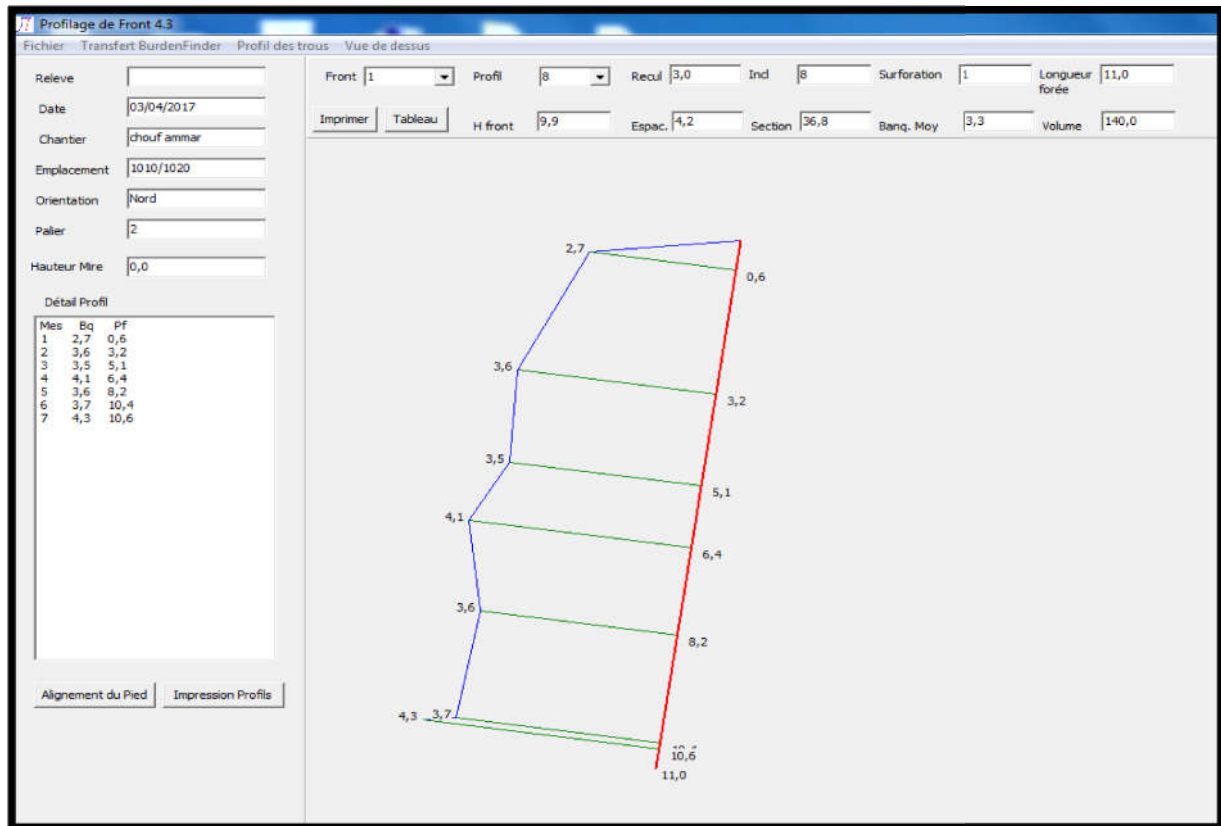 Profilage de Front 4.3
Fichier Transfert BurdenFinder Profil des trous Vue de dessus
Releve
Date 03/04/2017
Chantier chouf ammar
Emplacement 1010/1020
Orientation Nord
Palier 2
Hauteur Mire 0,0
Détail Profil
Mes Bq Pf
1 2,7 0,6
2 3,6 3,2
3 3,5 5,1
4 4,1 6,4
5 3,6 8,2
6 3,7 10,4
7 4,3 10,6
Alignement du Pied Impression Profils
Front 1 Profil 8 Recul 3,0 Incl 8 Surforation 1 Longueur forée 11,0
Imprimer Tableau H front 9,9 Espac. 4,2 Section 36,8 Banq. Moy 3,3 Volume 140,0
2,7
0,6
3,6
3,2
3,5
5,1
4,1
6,4
3,6
8,2
4,3 3,7
10,6
11,0